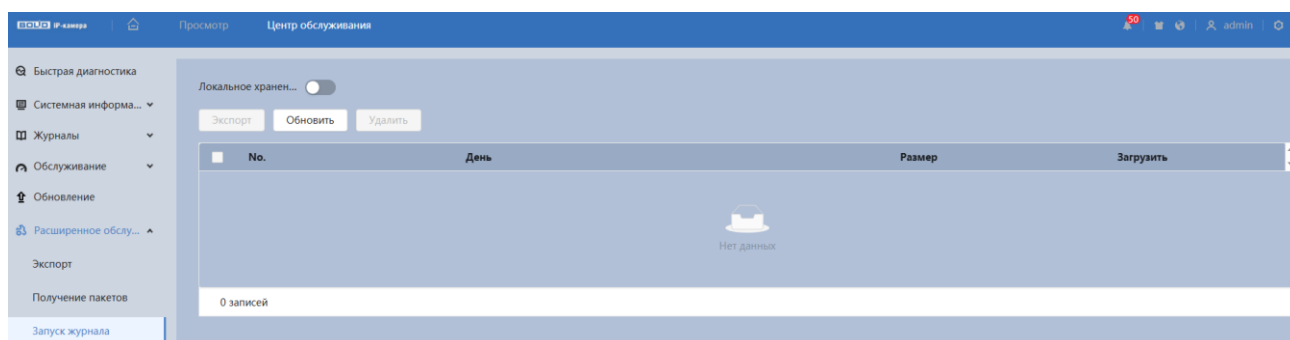 BOLID IP-камера Просмотр Центр обслуживания 50 admin
Быстрая диагностика
Локальное хранен...
Системная информа...
Экспорт Обновить Удалить
Журналы
No. День Размер Загрузить
Обслуживание
Обновление
Расширенное обслу...
Нет данных
Экспорт
Получение пакетов
0 записей
Запуск журнала